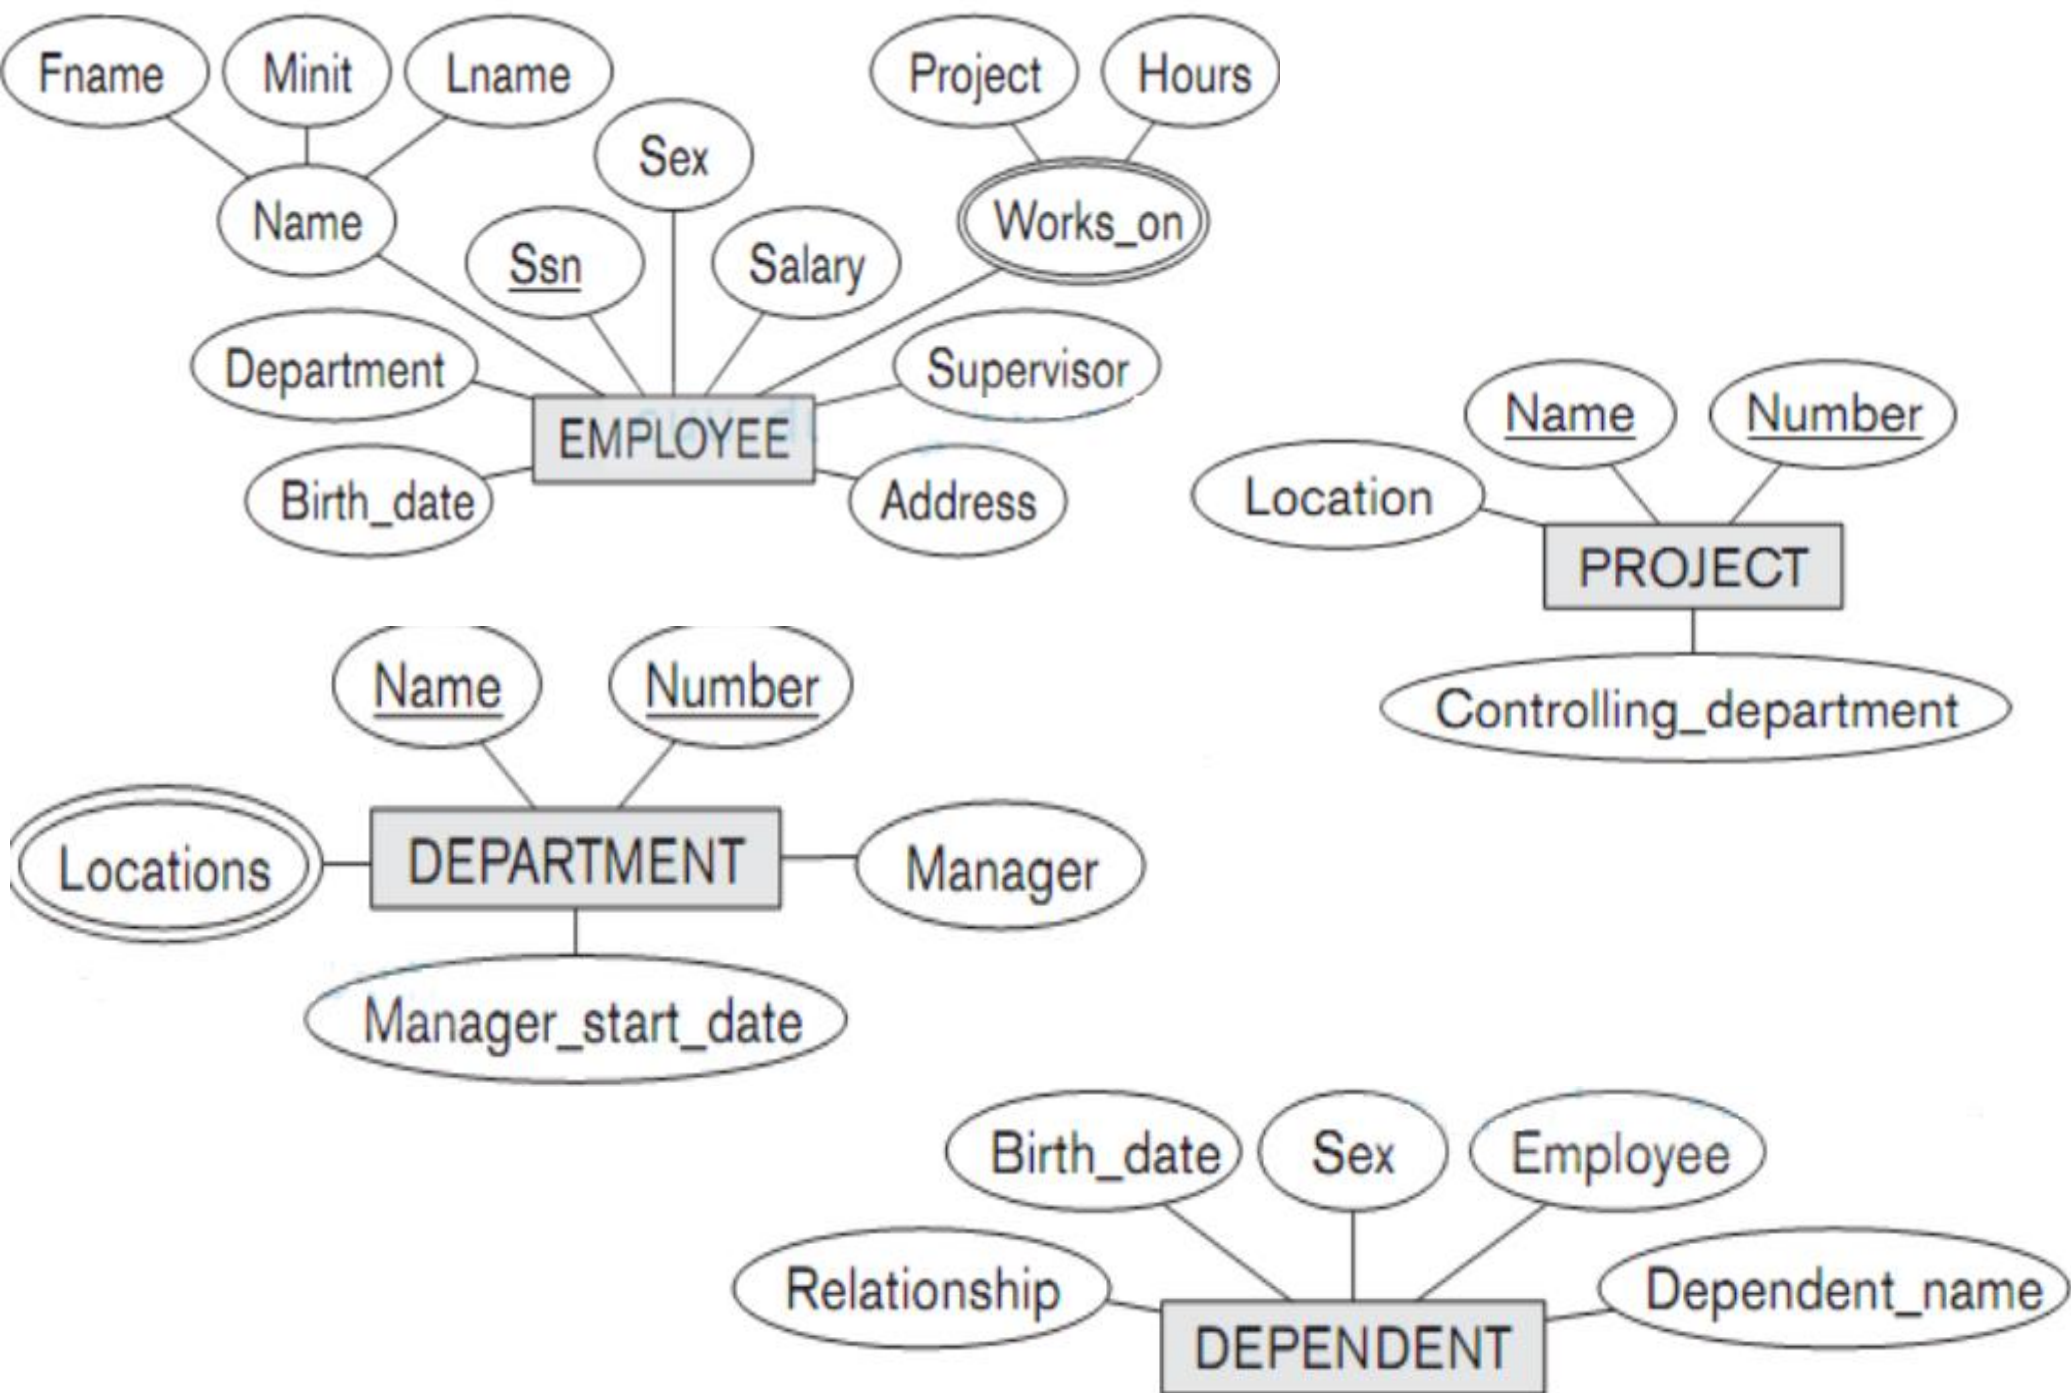 Fname
Minit
Lname
Project
Hours
Sex
Name
Works_on
Ssn
Salary
Department
Supervisor
EMPLOYEE
Birth_date
Address
Name
Number
Location
PROJECT
Controlling_department
Name
Number
Locations
DEPARTMENT
Manager
Manager_start_date
Birth_date
Sex
Employee
Relationship
Dependent_name
DEPENDENT